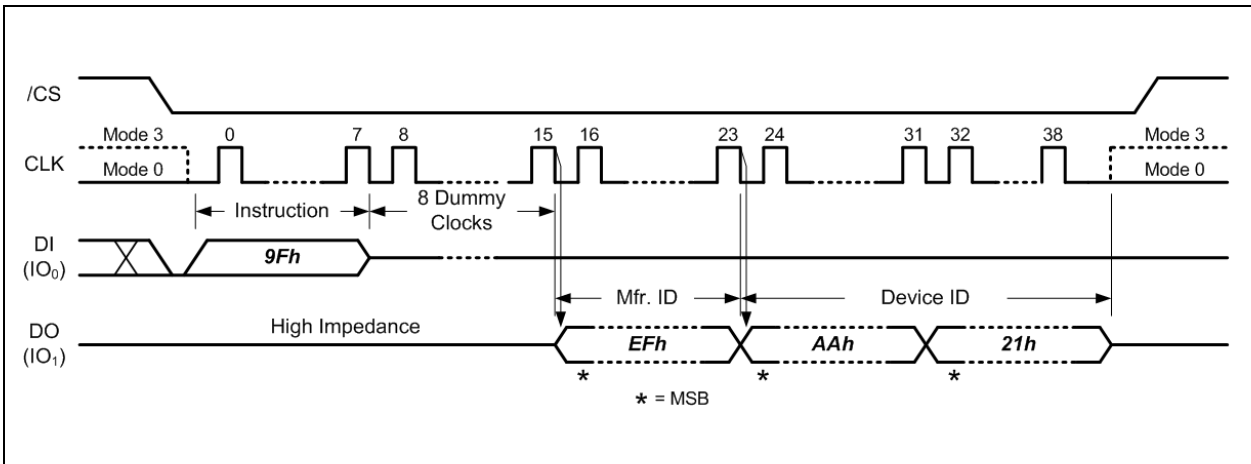 /CS
Mode 3 0 7 8 15 16 23 24 31 32 38 Mode 3
CLK Mode 0 Mode 0
Instruction 8 Dummy Clocks
DI (IO0) 9Fh
Mfr. ID Device ID
DO (IO1) High Impedance EFh AAh 21h
* * *
* = MSB